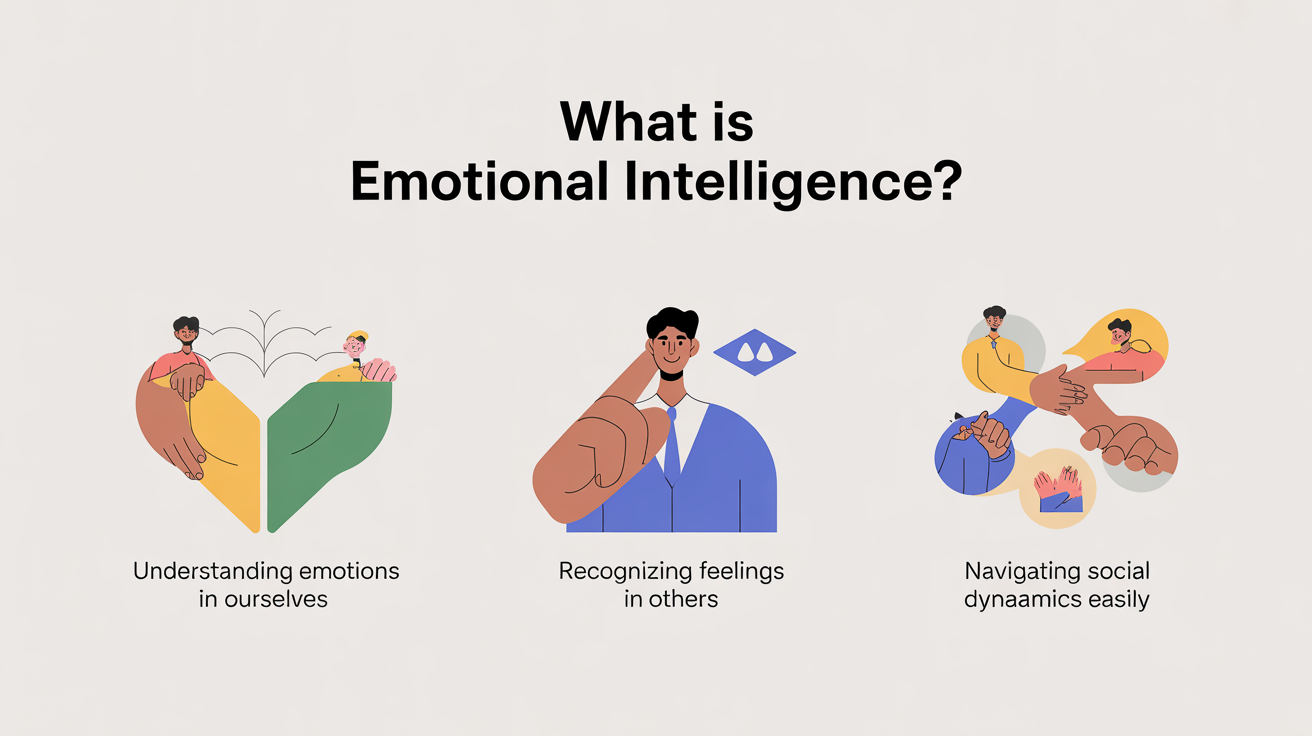 What is
Emotional Intelligence?
Understanding emotions
in ourselves
Recognizing feelings
in others
Navigating social
dynaamics easily